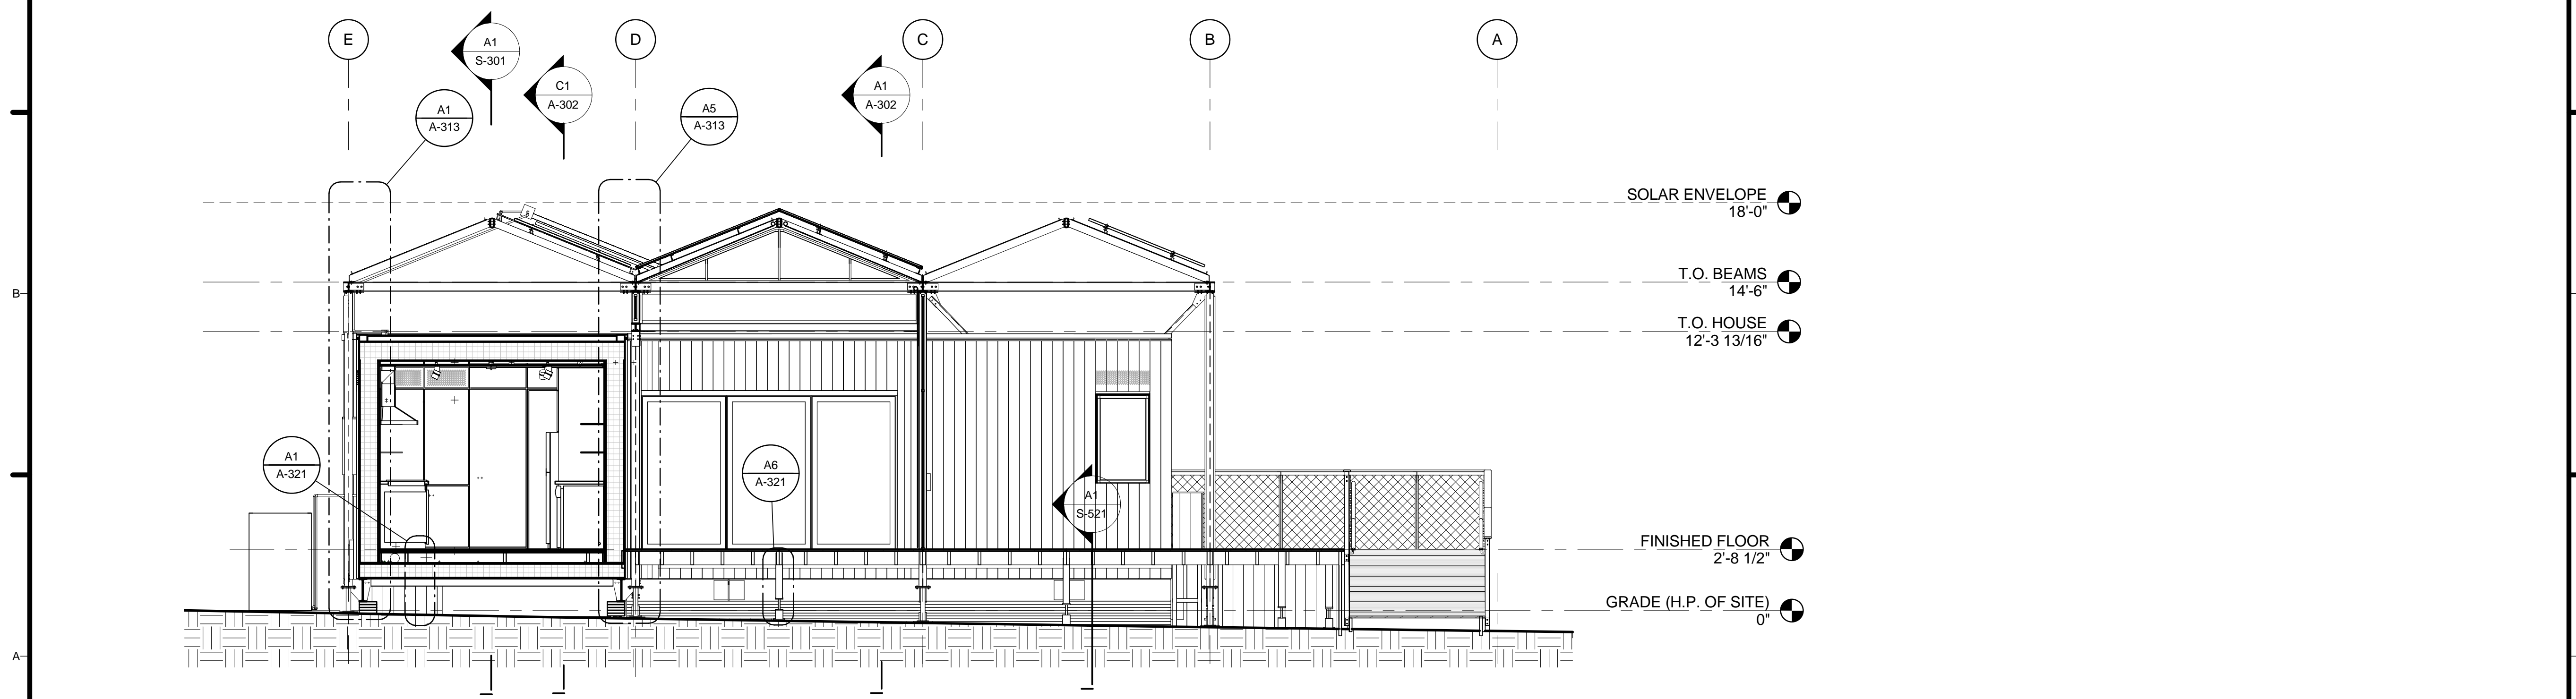 E
D
C
B
A
A1
S-301
C1
A-302
A1
A-302
A1
A-313
A5
A-313
SOLAR ENVELOPE
18'-0"
T.O. BEAMS
14'-6"
B
T.O. HOUSE
12'-3 13/16"
A1
A-321
A6
A-321
A1
S-521
FINISHED FLOOR
2'-8 1/2"
GRADE (H.P. OF SITE)
0"
A